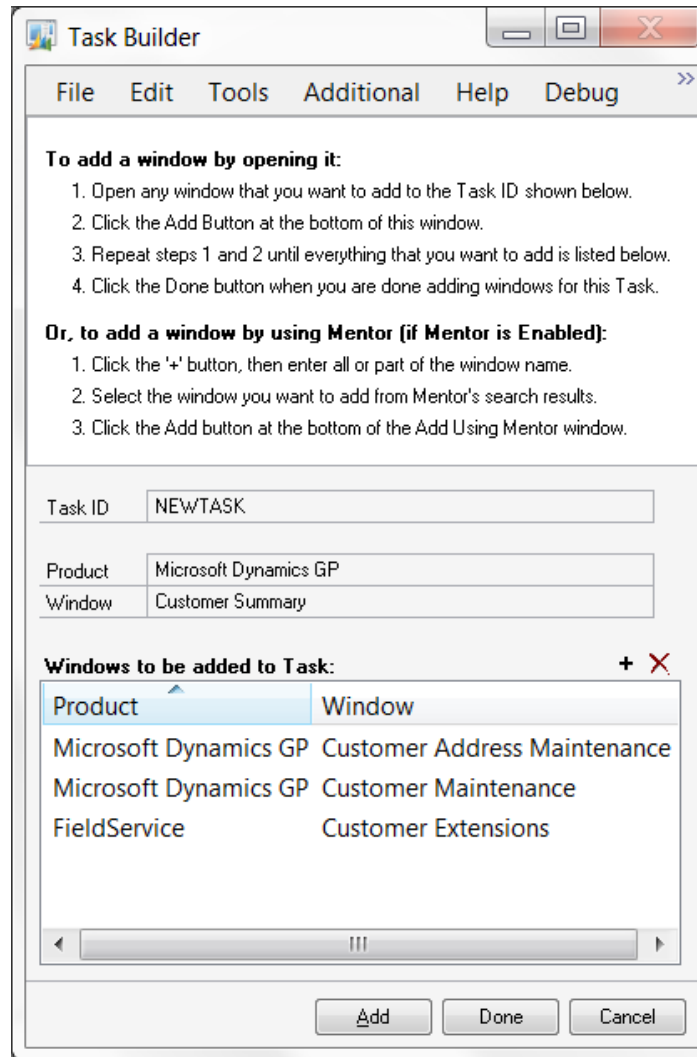 Task Builder
File Edit Tools Additional Help Debug »
To add a window by opening it:
1. Open any window that you want to add to the Task ID shown below.
2. Click the Add Button at the bottom of this window.
3. Repeat steps 1 and 2 until everything that you want to add is listed below.
4. Click the Done button when you are done adding windows for this Task.
Or, to add a window by using Mentor (if Mentor is Enabled):
1. Click the '+' button, then enter all or part of the window name.
2. Select the window you want to add from Mentor's search results.
3. Click the Add button at the bottom of the Add Using Mentor window.
Task ID NEWTASK
Product Microsoft Dynamics GP
Window Customer Summary
Windows to be added to Task:
Product Window
Microsoft Dynamics GP Customer Address Maintenance
Microsoft Dynamics GP Customer Maintenance
FieldService Customer Extensions
Add Done Cancel